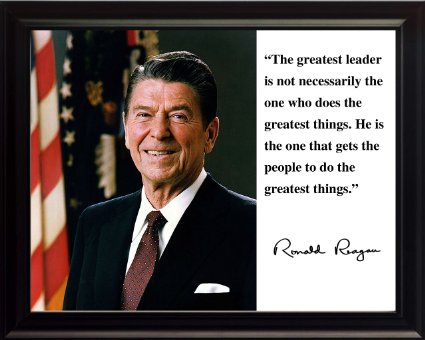 “The greatest leader
is not necessarily the
one who does the
greatest things. He is
the one that gets the
people to do the
greatest things.”
Ronald Reagan